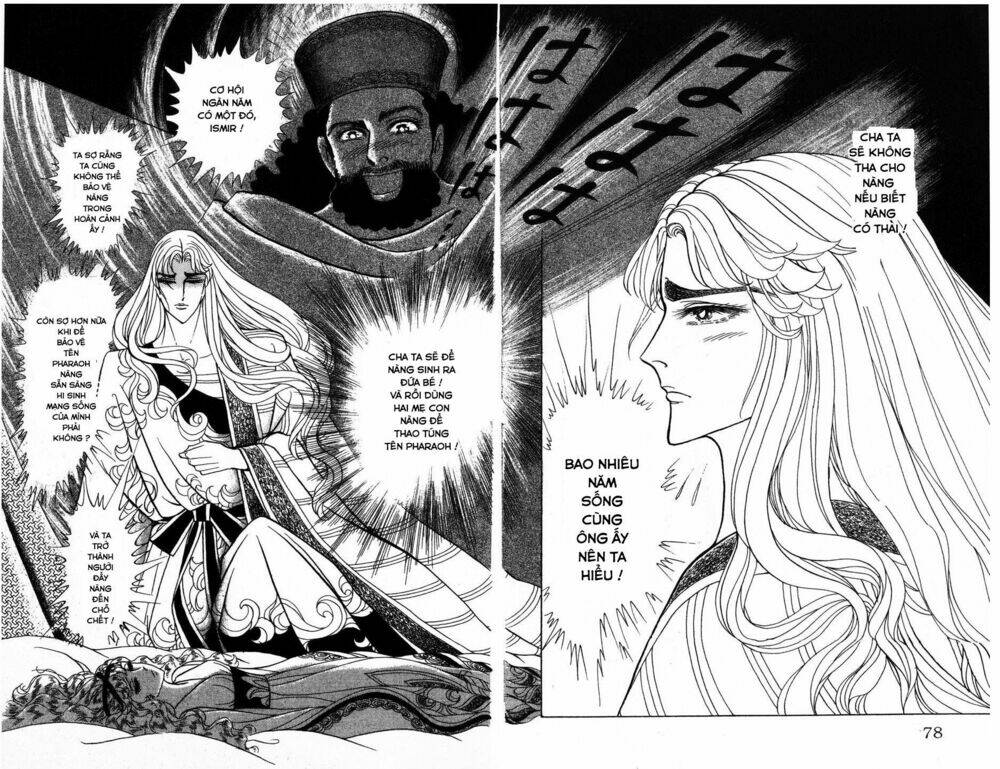 CHA TA
SẼ KHÔNG
THA CHO
NÀNG
NẾU BIẾT
NÀNG
CÓ THAI !
BAO NHIÊU
NĂM
SỐNG
CÙNG
ÔNG ẤY
NÊN TA
HIỂU !
78
ははは
はははは
CƠ HỘI
NGÀN NĂM
CÓ MỘT ĐÓ,
ISMIR !
CHA TA SẼ ĐỂ
NÀNG SINH RA
ĐỨA BÉ !
VÀ RỒI DÙNG
HAI MẸ CON
NÀNG ĐỂ
THAO TÚNG
TÊN PHARAOH !
TA SỢ RẰNG
TA CŨNG
KHÔNG THỂ
BẢO VỆ
NÀNG
TRONG
HOÀN CẢNH
ẤY !
CÒN SỢ HƠN NỮA
KHI ĐỂ
BẢO VỆ
TÊN
PHARAOH
NÀNG
SẴN SÀNG
HI SINH
MẠNG SỐNG
CỦA MÌNH
PHẢI
KHÔNG ?
VÀ TA
TRỞ
THÀNH
NGƯỜI
ĐẨY
NÀNG
ĐẾN
CHỖ
CHẾT !